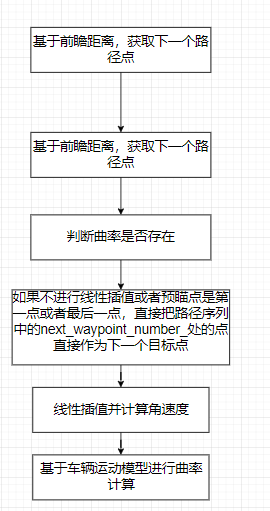 基于前瞻距离，获取下一个路
径点
基于前瞻距离，获取下一个路
径点
判断曲率是否存在
如果不进行线性插值或者预瞄点是第
一点或者最后一点，直接把路径序列
中的next_waypoint_number_处的点
直接作为下一个目标点
线性插值并计算角速度
基于车辆运动模型进行曲率
计算